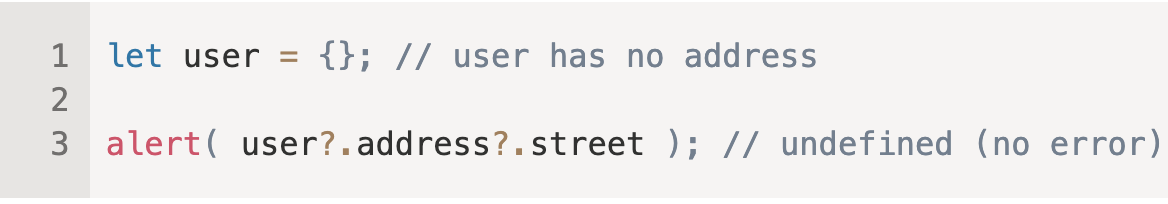 1 let user = {}; // user has no address
2
3 alert( user?.address?.street ); // undefined (no error)